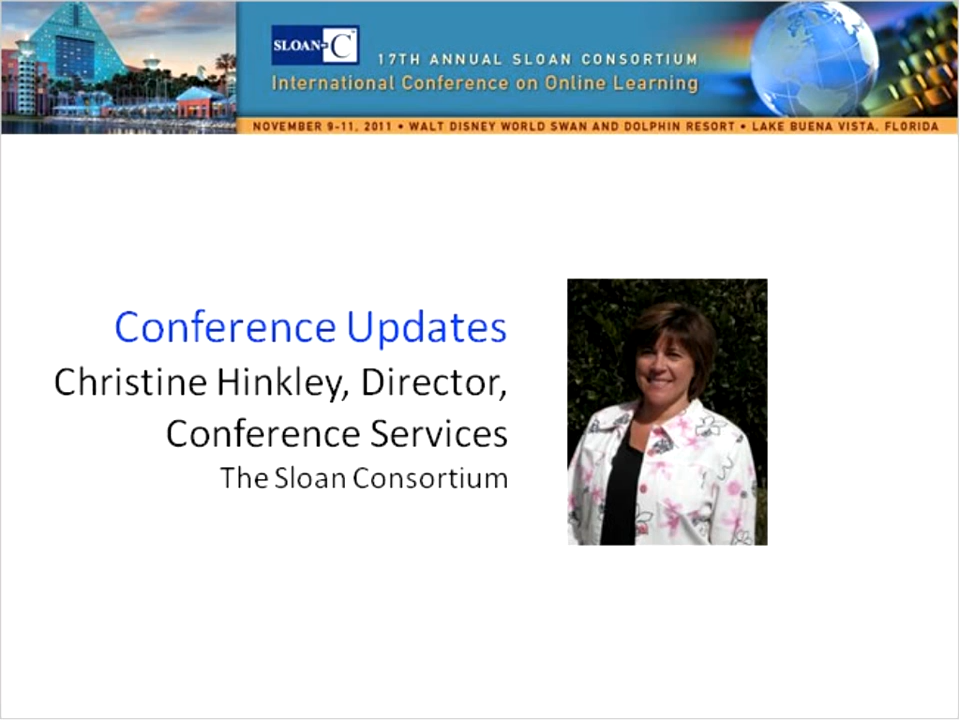 SLOAN-C
17TH ANNUAL SLOAN CONSORTIUM
International Conference on Online Learning
NOVEMBER 9-11, 2011 • WALT DISNEY WORLD SWAN AND DOLPHIN RESORT • LAKE BUENA VISTA, FLORIDA
Conference Updates
Christine Hinkley, Director,
Conference Services
The Sloan Consortium